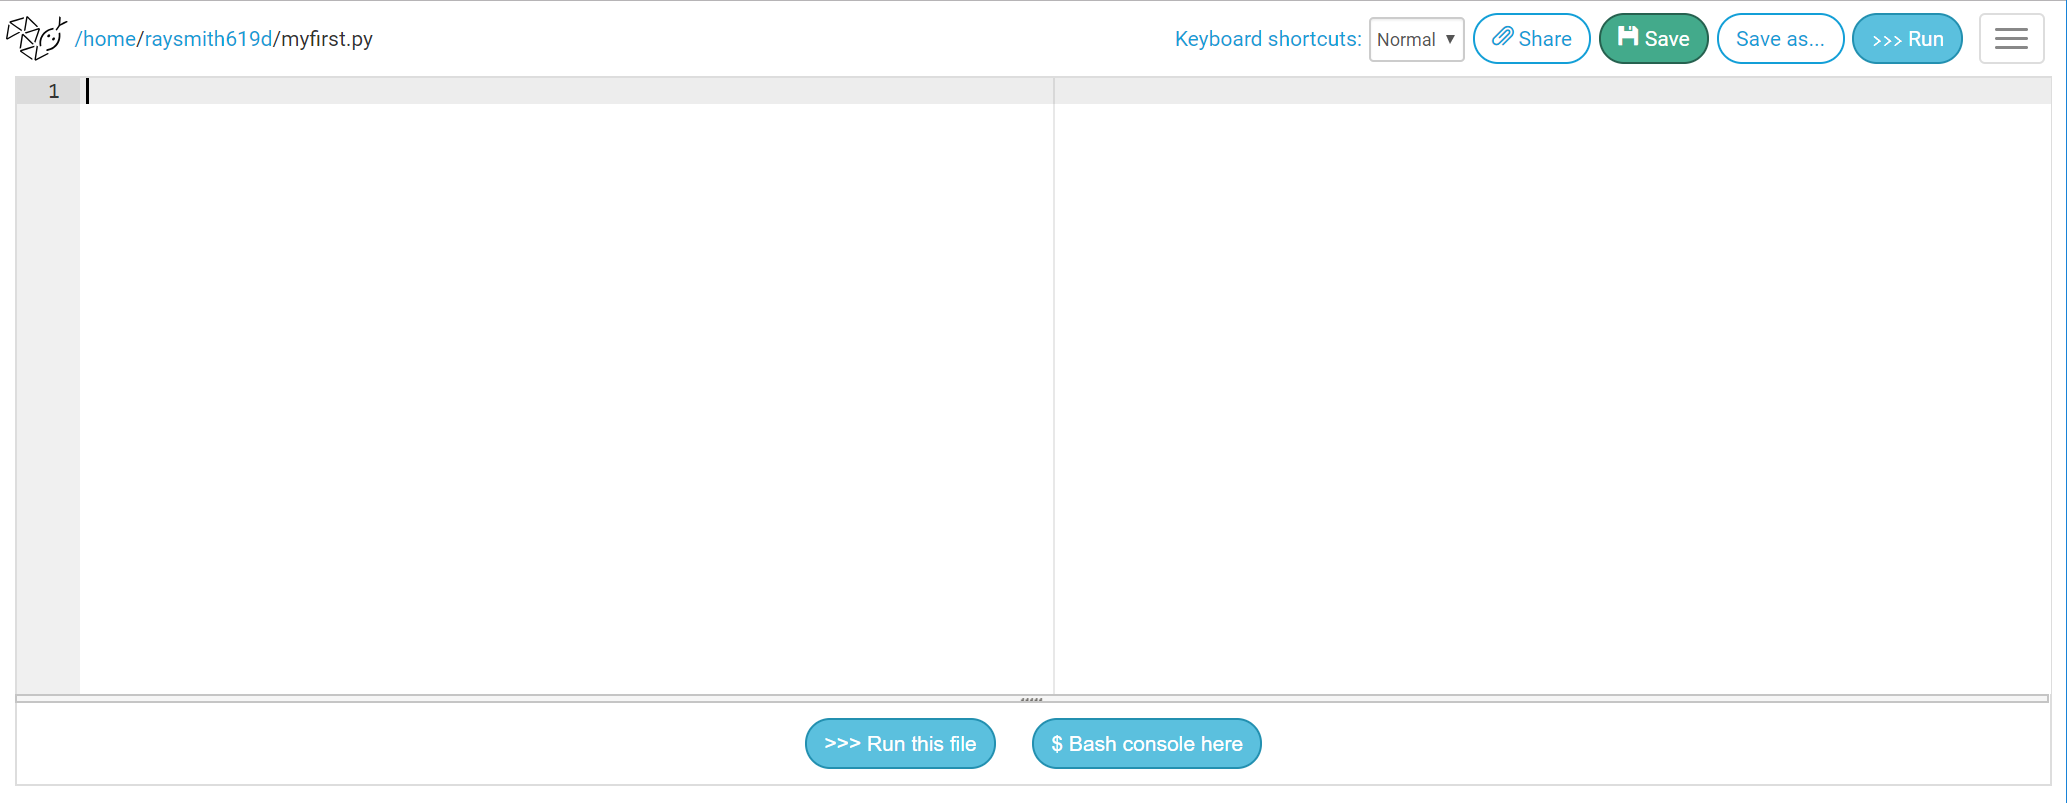 /home/raysmith619d/myfirst.py Keyboard shortcuts: Normal Share Save Save as... >>> Run
1
>>> Run this file $ Bash console here